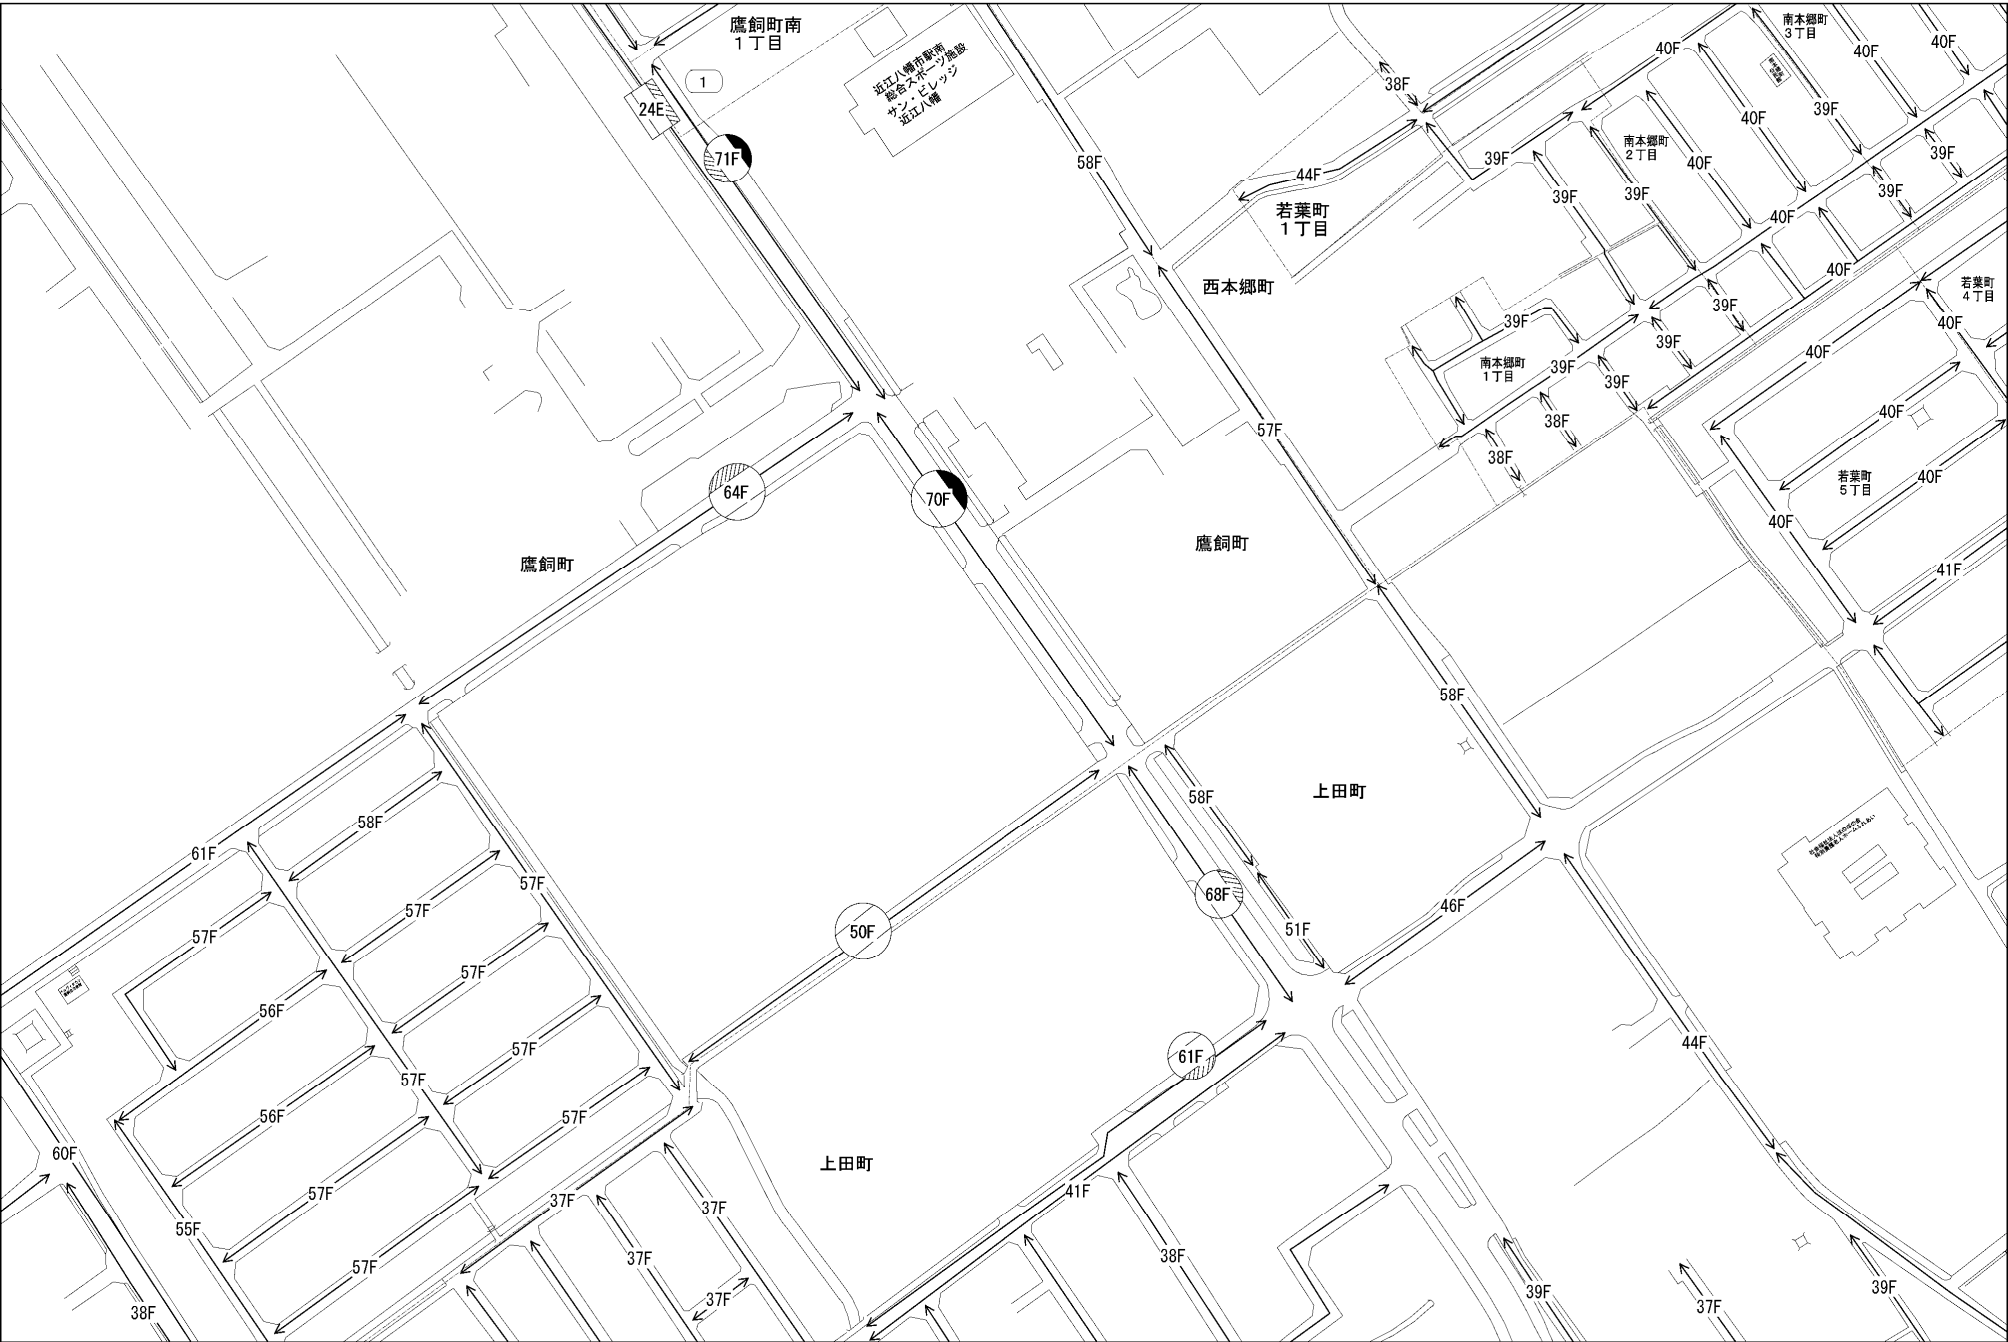 鷹飼町南
1丁目
1
24E
71F
近江八幡市駅南
総合スポーツ施設
サン・ビレッジ
近江八幡
58F
38F
44F
若葉町
1丁目
西本郷町
南本郷町
3丁目
40F
40F
40F
39F
40F
南本郷町
2丁目
40F
39F
39F
39F
39F
39F
40F
40F
39F
39F
39F
39F
南本郷町
1丁目
39F
39F
38F
38F
若葉町
4丁目
40F
40F
40F
若葉町
5丁目
40F
40F
41F
57F
64F
70F
鷹飼町
鷹飼町
58F
上田町
58F
68F
51F
46F
44F
61F
58F
57F
57F
57F
57F
50F
56F
57F
57F
56F
57F
60F
57F
55F
57F
38F
61F
上田町
41F
37F
37F
37F
37F
38F
39F
37F
39F